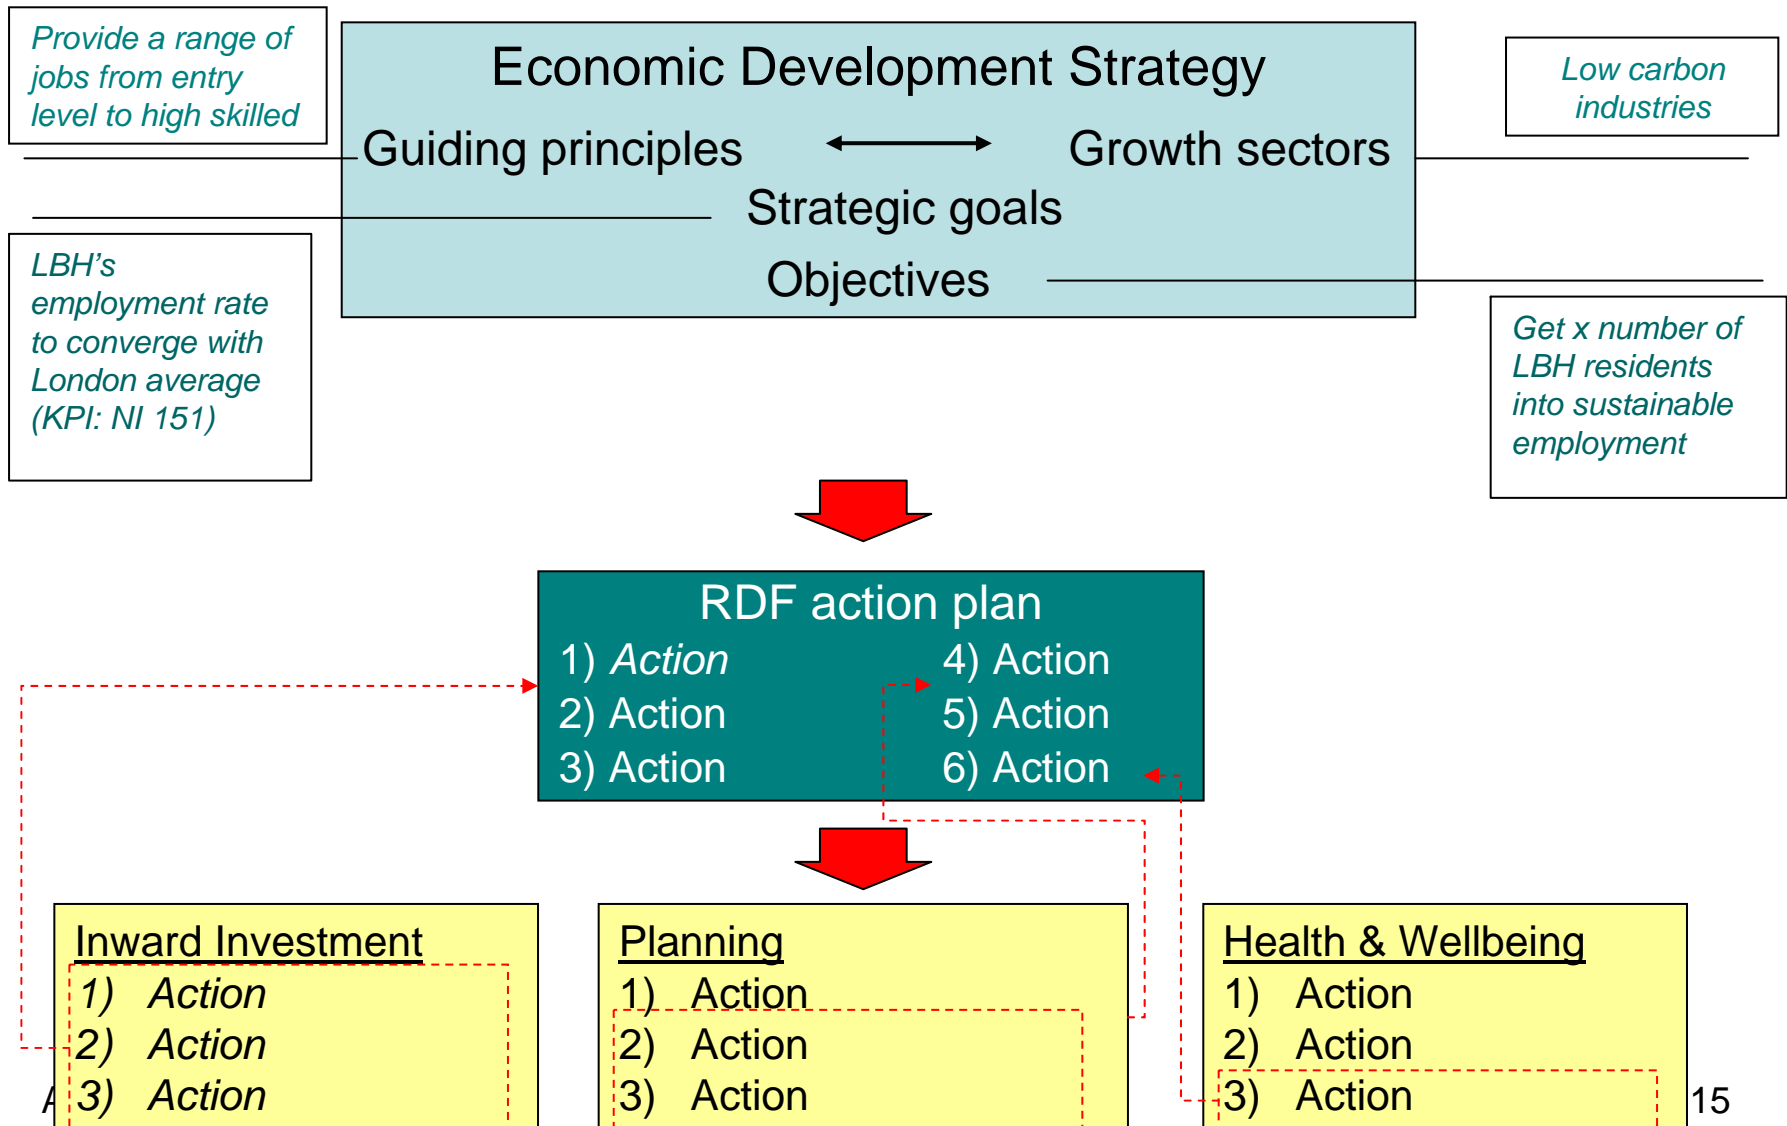 Provide a range of
jobs from entry
level to high skilled
Economic Development Strategy
Low carbon
industries
Guiding principles
Growth sectors
Strategic goals
Objectives
LBH’s
employment rate
to converge with
London average
(KPI: NI 151)
Get x number of
LBH residents
into sustainable
employment
RDF action plan
1) Action
2) Action
3) Action
4) Action
5) Action
6) Action
Inward Investment
1) Action
2) Action
3) Action
Planning
1) Action
2) Action
3) Action
Health & Wellbeing
1) Action
2) Action
3) Action
15